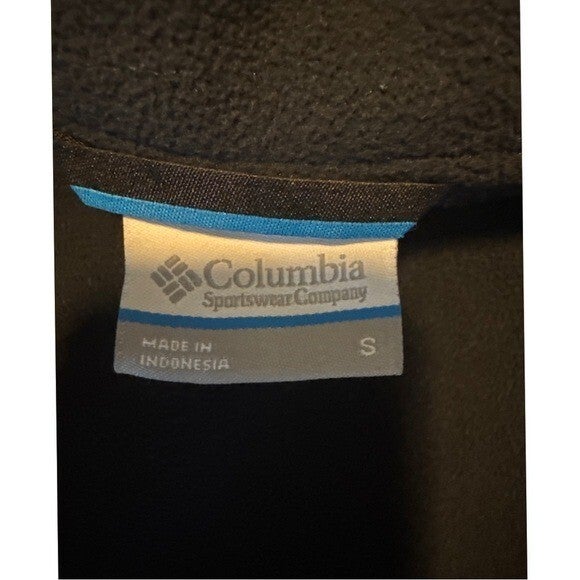 Columbia
Sportswear Company
MADE IN
INDONESIA
S